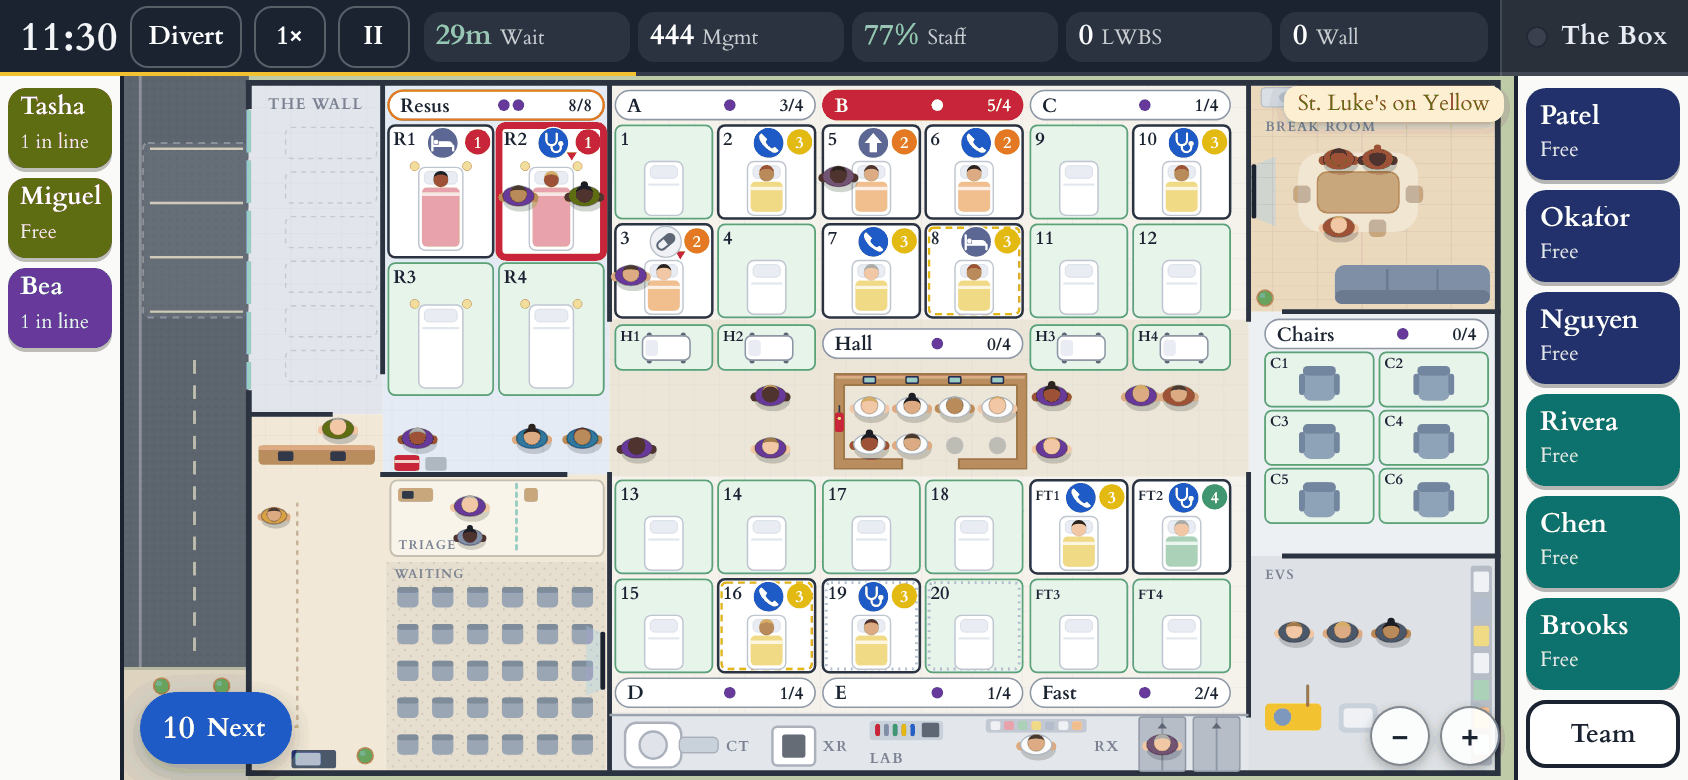 11:30
Divert
1×
II
29m Wait
444 Mgmt
77% Staff
0 LWBS
0 Wall
The Box
Tasha
1 in line
Miguel
Free
Bea
1 in line
THE WALL
Resus 8/8
A 3/4
B 5/4
C 1/4
St. Luke's on Yellow
BREAK ROOM
R1 1
R2 1
1
2 3
5 2
6 2
9
10 3
3 2
4
7 3
8 3
11
12
R3
R4
H1
H2
Hall 0/4
H3
H4
Chairs 0/4
C1
C2
C3
C4
C5
C6
TRIAGE
WAITING
13
14
17
18
FT1 3
FT2 4
15
16 3
19 3
20
FT3
FT4
EVS
D 1/4
E 1/4
Fast 2/4
CT
XR
LAB
RX
10 Next
Patel
Free
Okafor
Free
Nguyen
Free
Rivera
Free
Chen
Free
Brooks
Free
Team
−
+